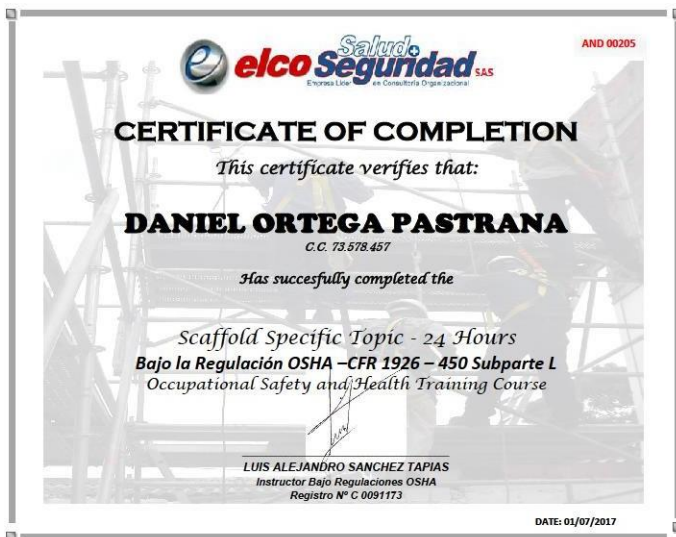 AND 00205
elco Salud+ Seguridad SAS
Empresa Líder en Consultoría Organizacional
CERTIFICATE OF COMPLETION
This certificate verifies that:
DANIEL ORTEGA PASTRANA
C.C. 73.578.457
Has succesfully completed the
Scaffold Specific Topic - 24 Hours
Bajo la Regulación OSHA –CFR 1926 – 450 Subparte L
Occupational Safety and Health Training Course
LUIS ALEJANDRO SANCHEZ TAPIAS
Instructor Bajo Regulaciones OSHA
Registro Nº C 0091173
DATE: 01/07/2017